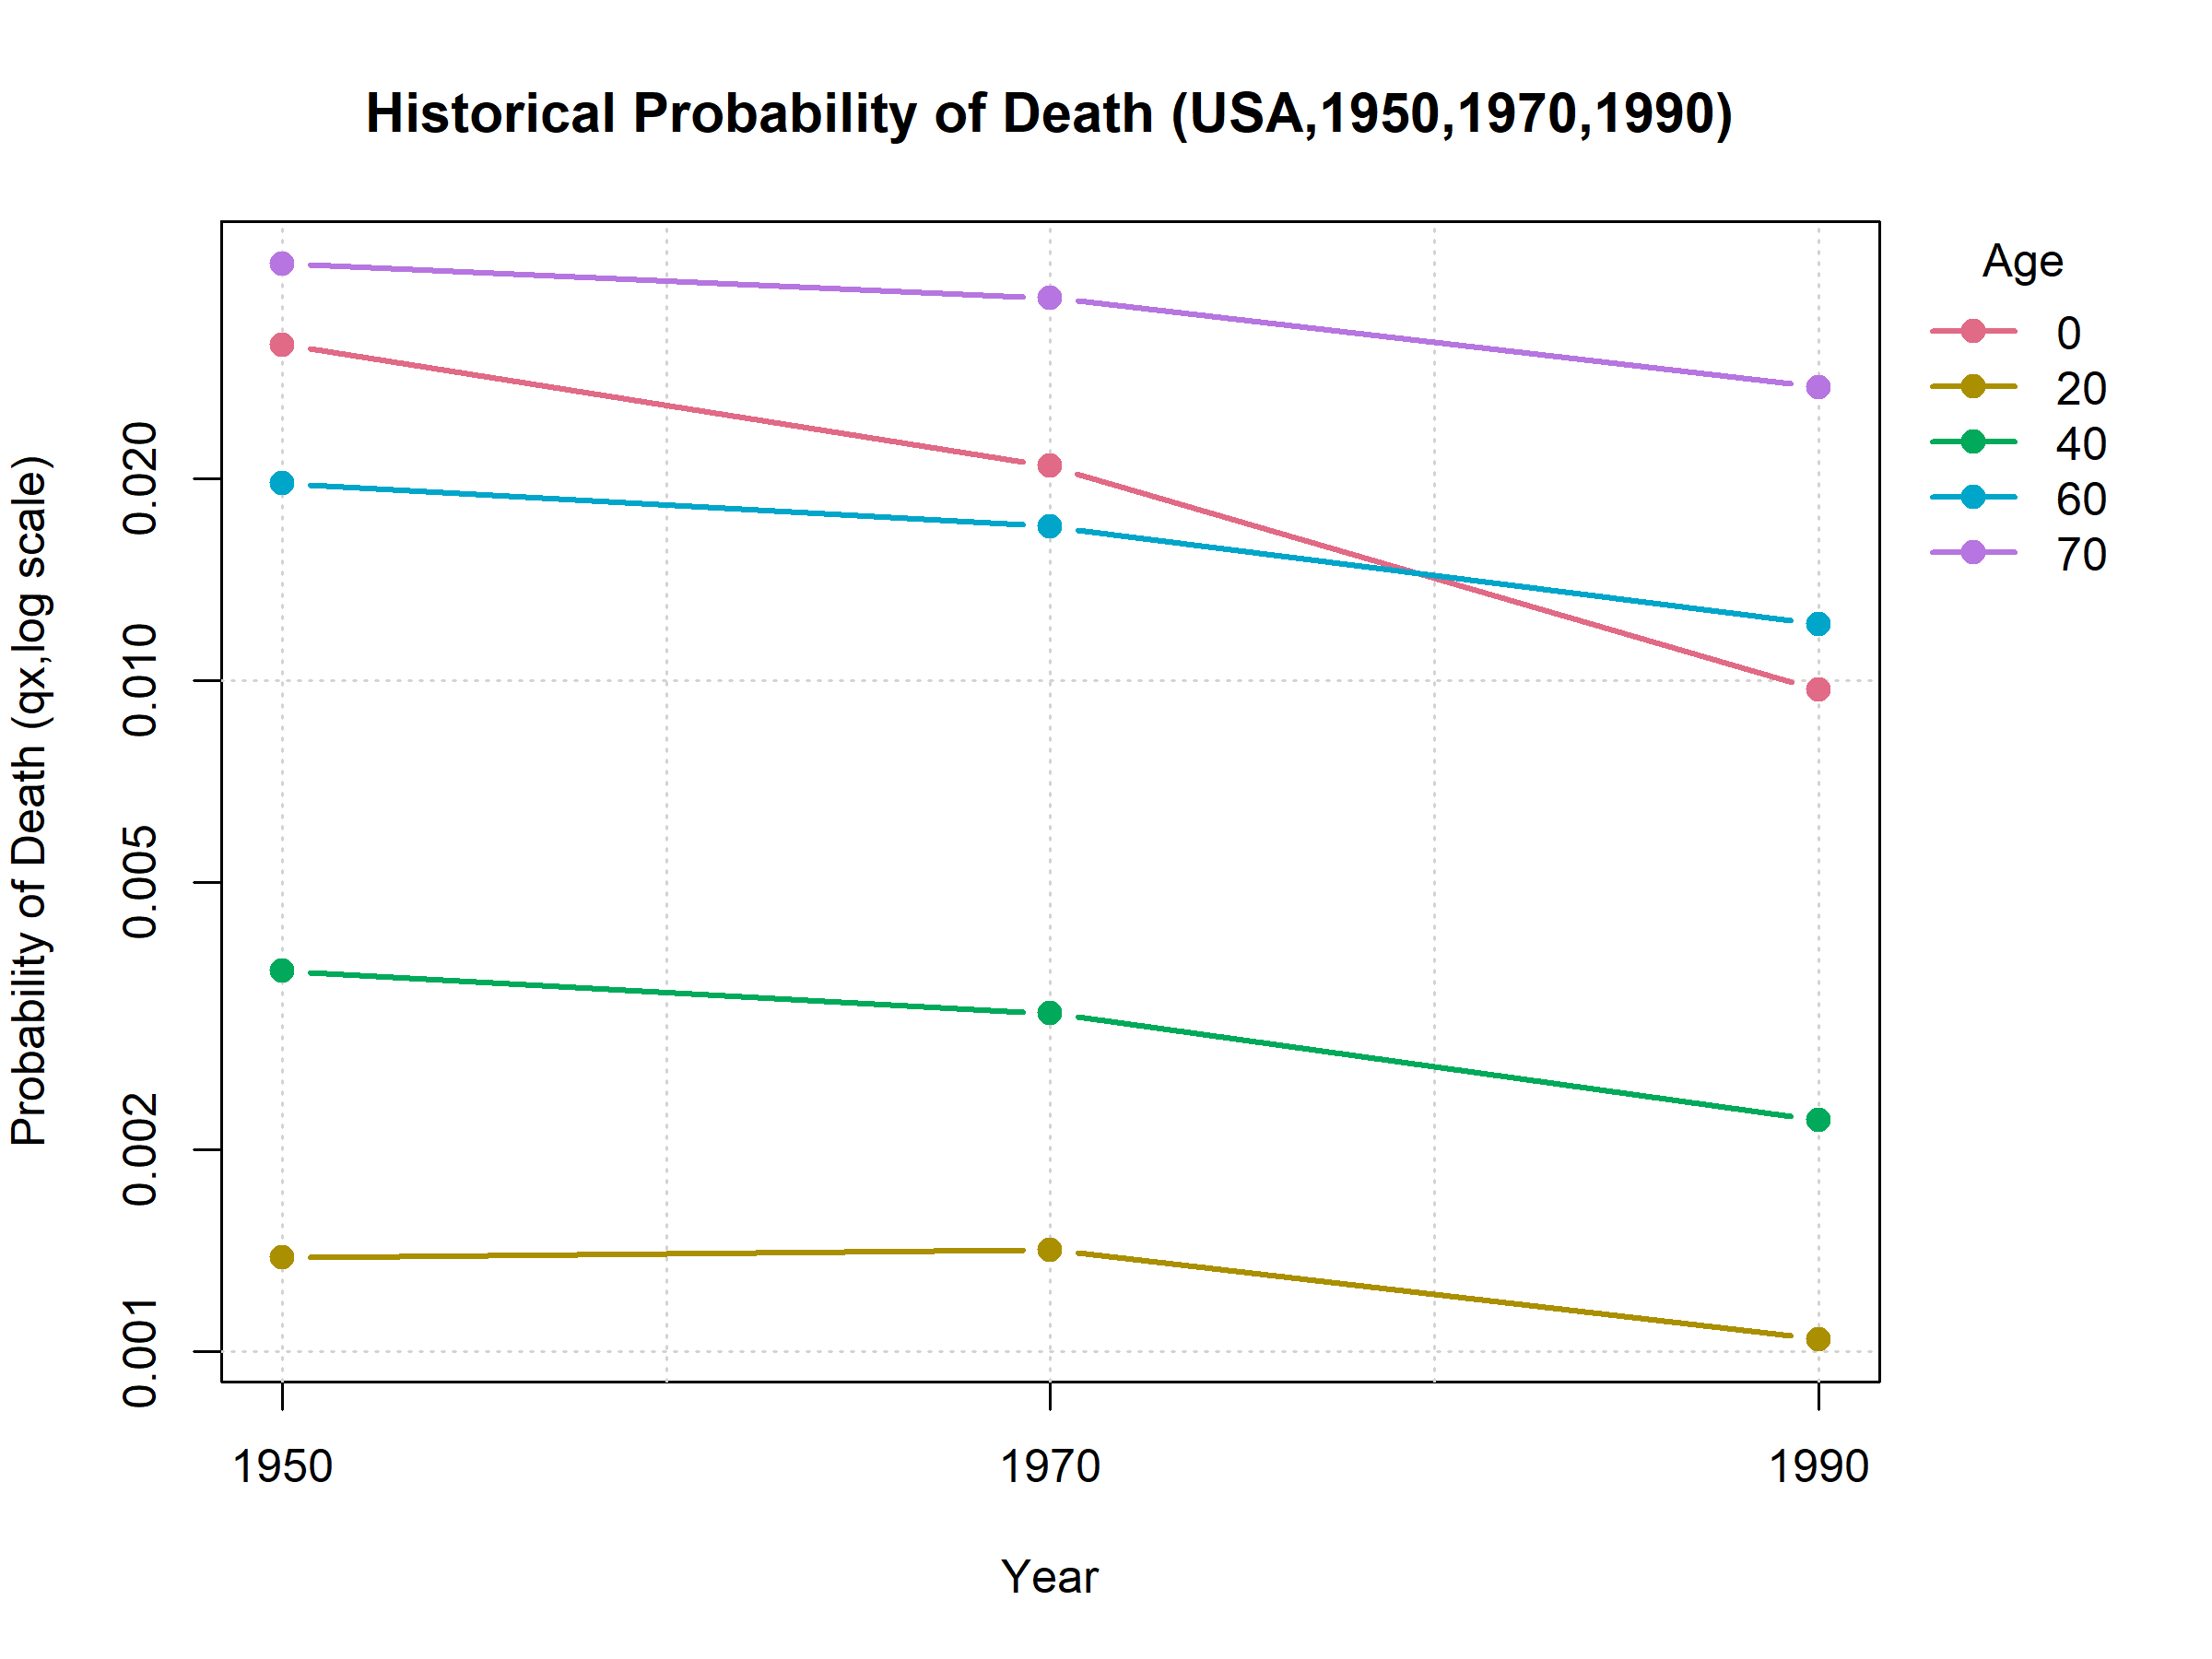 Historical Probability of Death (USA,1950,1970,1990)
Age
0
20
40
60
70
Probability of Death (qx,log scale)
0.020
0.010
0.005
0.002
0.001
1950 1970 1990
Year